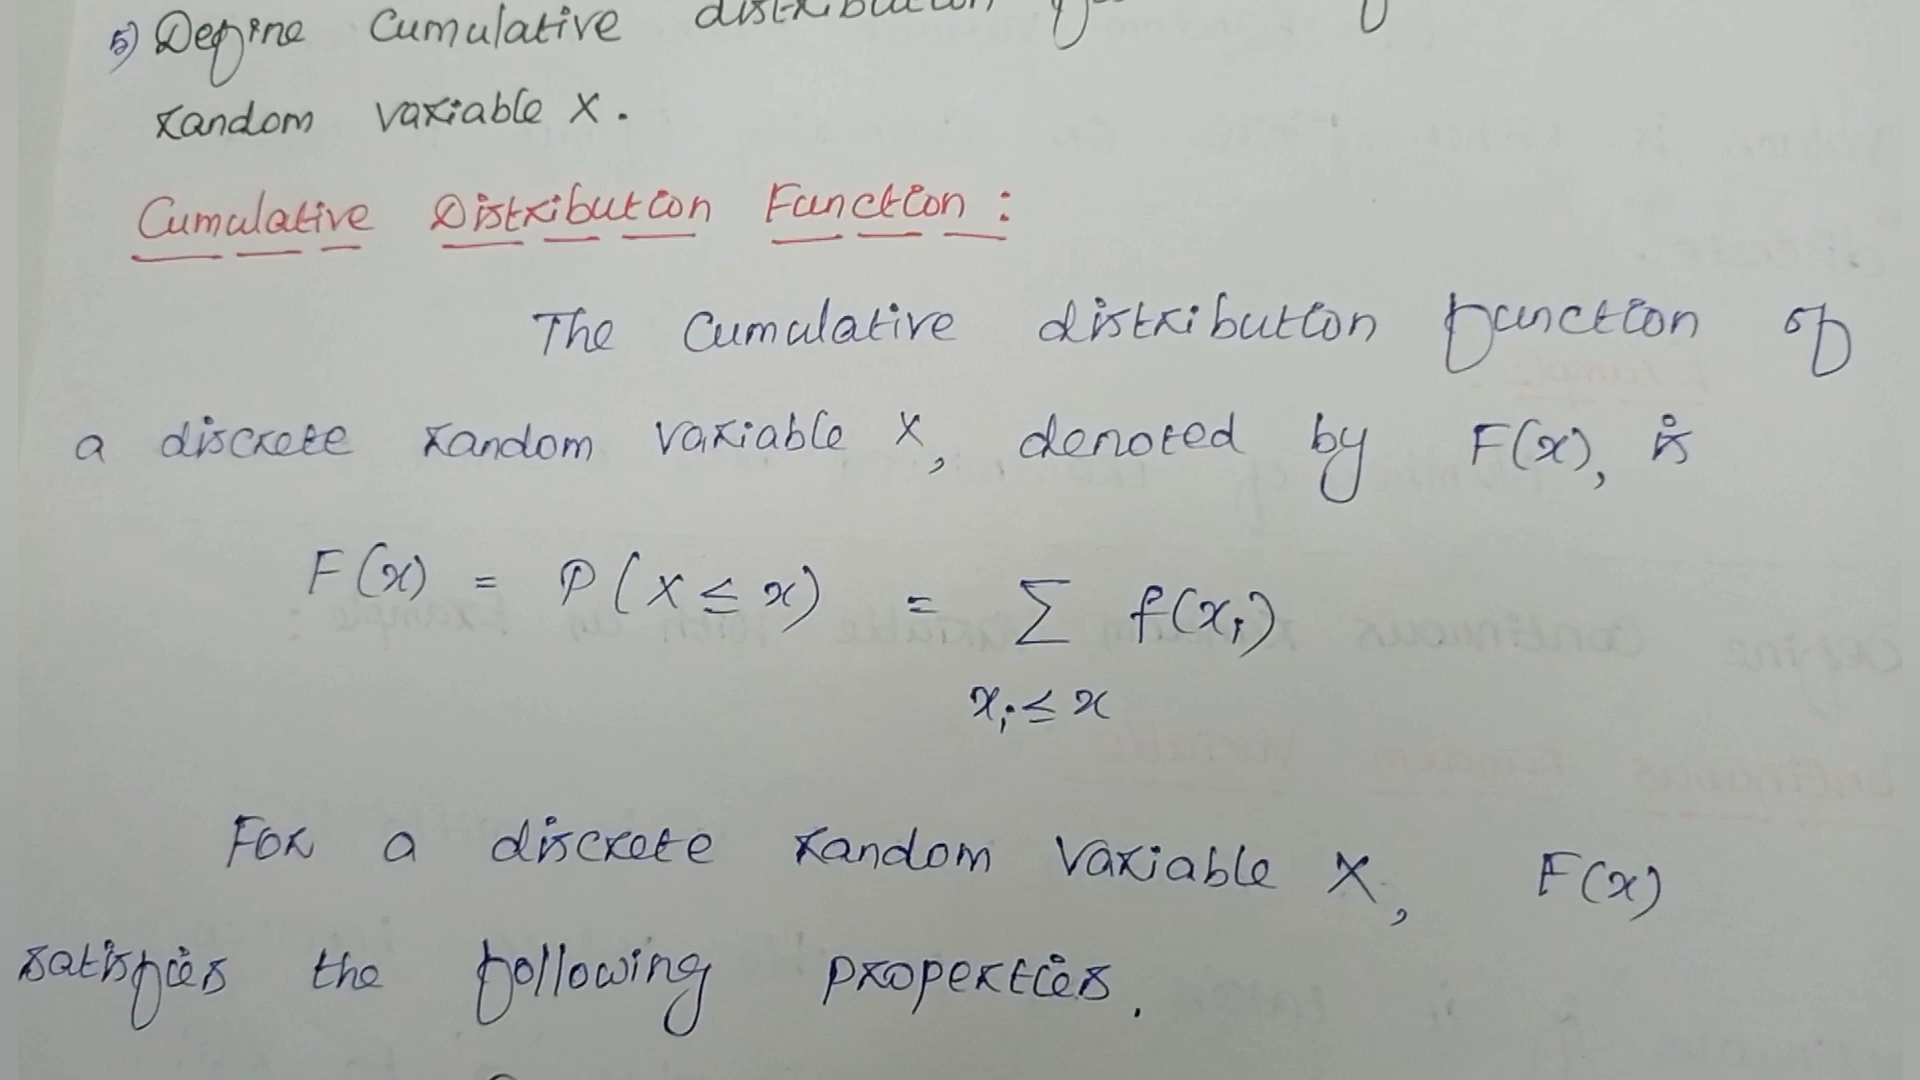 5) Define Cumulative distribution
random variable X.
Cumulative Distribution Function:
The Cumulative distribution function of
a discrete random variable X, denoted by F(x), is
F(x) = P(X ≤ x) = Σ f(xᵢ)
xᵢ ≤ x
For a discrete random variable X, F(x)
satisfies the following properties.